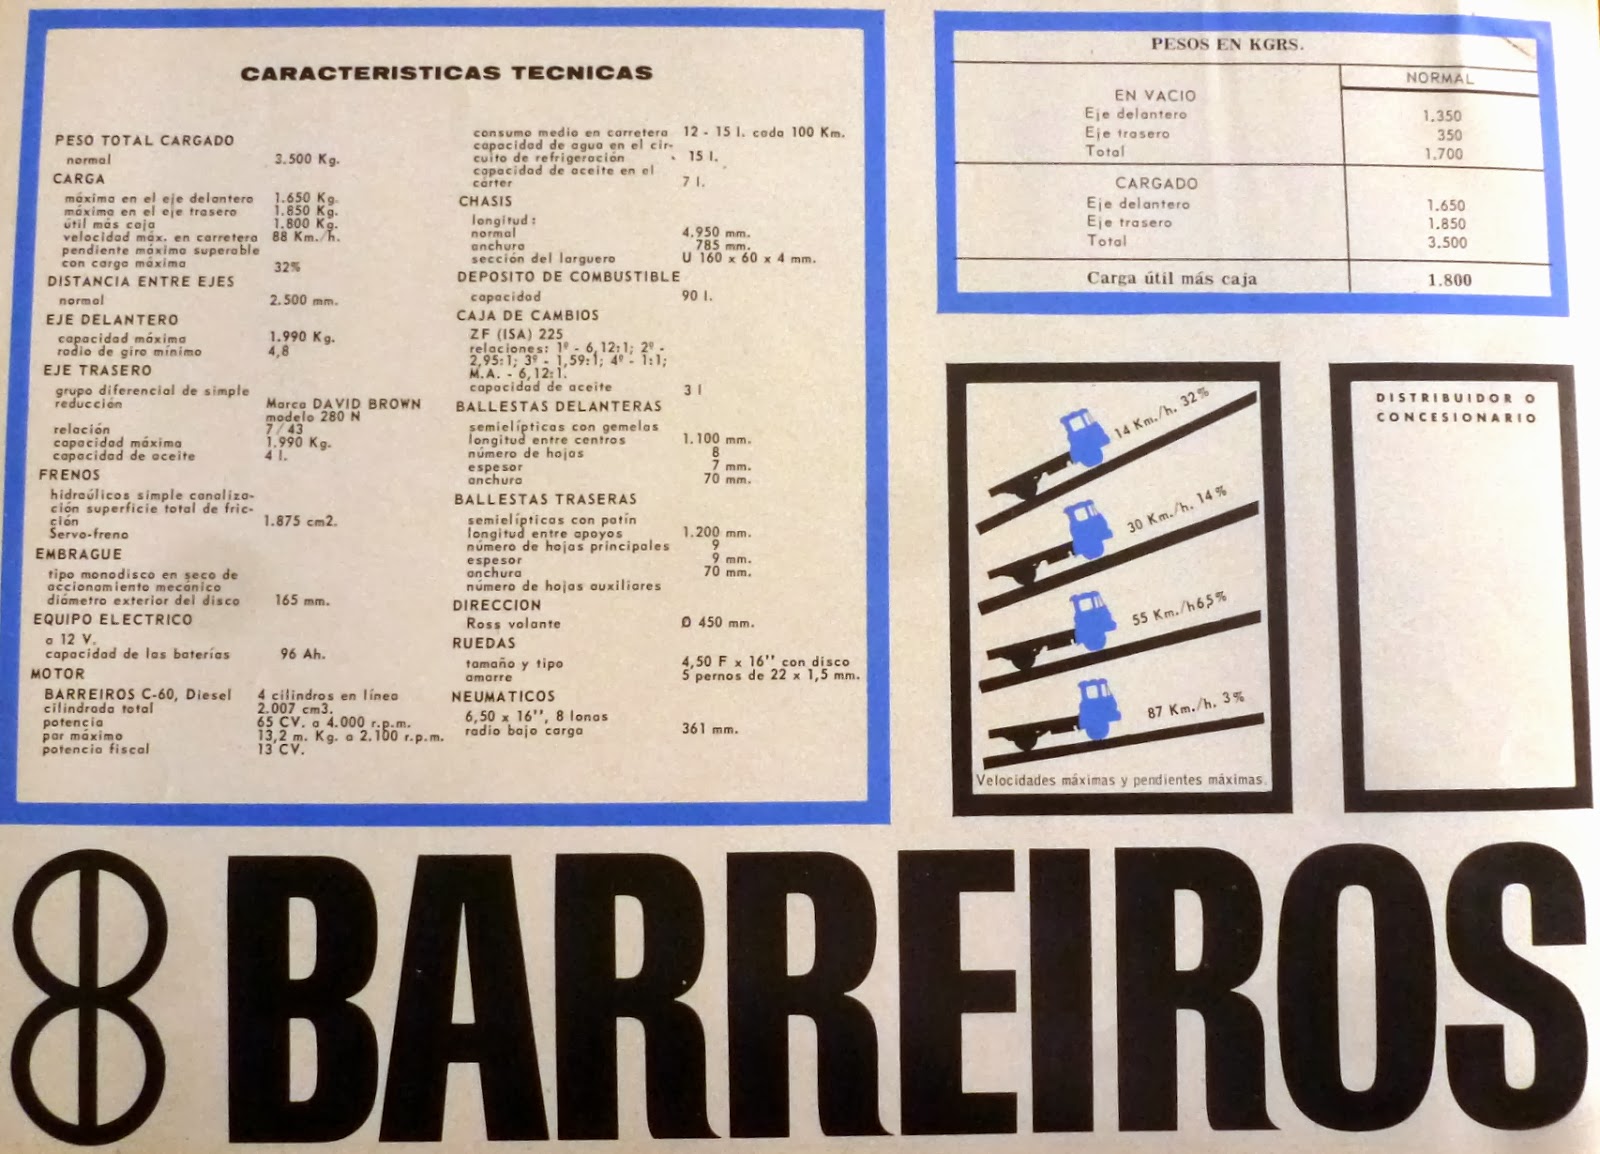 CARACTERISTICAS TECNICAS
PESO TOTAL CARGADO
normal 3.500 Kg.
CARGA
máxima en el eje delantero 1.650 Kg.
máxima en el eje trasero 1.850 Kg.
útil más caja 1.800 Kg.
velocidad máx. en carretera 88 Km./h.
pendiente máxima superable
con carga máxima 32%
DISTANCIA ENTRE EJES
normal 2.500 mm.
EJE DELANTERO
capacidad máxima 1.990 Kg.
radio de giro mínimo 4,8
EJE TRASERO
grupo diferencial de simple
reducción Marca DAVID BROWN
modelo 280 N
relación 7/43
capacidad máxima 1.990 Kg.
capacidad de aceite 4 l.
FRENOS
hidraúlicos simple canaliza-
ción superficie total de fric-
ción 1.875 cm2.
Servo-freno
EMBRAGUE
tipo monodisco en seco de
accionamiento mecánico
diámetro exterior del disco 165 mm.
EQUIPO ELECTRICO
a 12 V.
capacidad de las baterías 96 Ah.
MOTOR
BARREIROS C-60, Diesel 4 cilindros en línea
cilindrada total 2.007 cm3.
potencia 65 CV. a 4.000 r.p.m.
par máximo 13,2 m. Kg. a 2.100 r.p.m.
potencia fiscal 13 CV.
consumo medio en carretera 12 - 15 l. cada 100 Km.
capacidad de agua en el cir-
cuito de refrigeración 15 l.
capacidad de aceite en el
cárter 7 l.
CHASIS
longitud:
normal 4.950 mm.
anchura 785 mm.
sección del larguero U 160 x 60 x 4 mm.
DEPOSITO DE COMBUSTIBLE
capacidad 90 l.
CAJA DE CAMBIOS
ZF (ISA) 225
relaciones: 1º - 6,12:1; 2º -
2,95:1; 3º - 1,59:1; 4º - 1:1;
M.A. - 6,12:1.
capacidad de aceite 3 l
BALLESTAS DELANTERAS
semielípticas con gemelas
longitud entre centros 1.100 mm.
número de hojas 8
espesor 7 mm.
anchura 70 mm.
BALLESTAS TRASERAS
semielípticas con patín
longitud entre apoyos 1.200 mm.
número de hojas principales 9
espesor 9 mm.
anchura 70 mm.
número de hojas auxiliares
DIRECCION
Ross volante Ø 450 mm.
RUEDAS
tamaño y tipo 4,50 F x 16" con disco
amarre 5 pernos de 22 x 1,5 mm.
NEUMATICOS
6,50 x 16", 8 lonas
radio bajo carga 361 mm.
PESOS EN KGRS.
NORMAL
EN VACIO
Eje delantero 1.350
Eje trasero 350
Total 1.700
CARGADO
Eje delantero 1.650
Eje trasero 1.850
Total 3.500
Carga útil más caja 1.800
14 Km./h. 32%
30 Km./h. 14%
55 Km./h 6,5%
87 Km./h. 3%
Velocidades máximas y pendientes máximas.
DISTRIBUIDOR O
CONCESIONARIO
BARREIROS